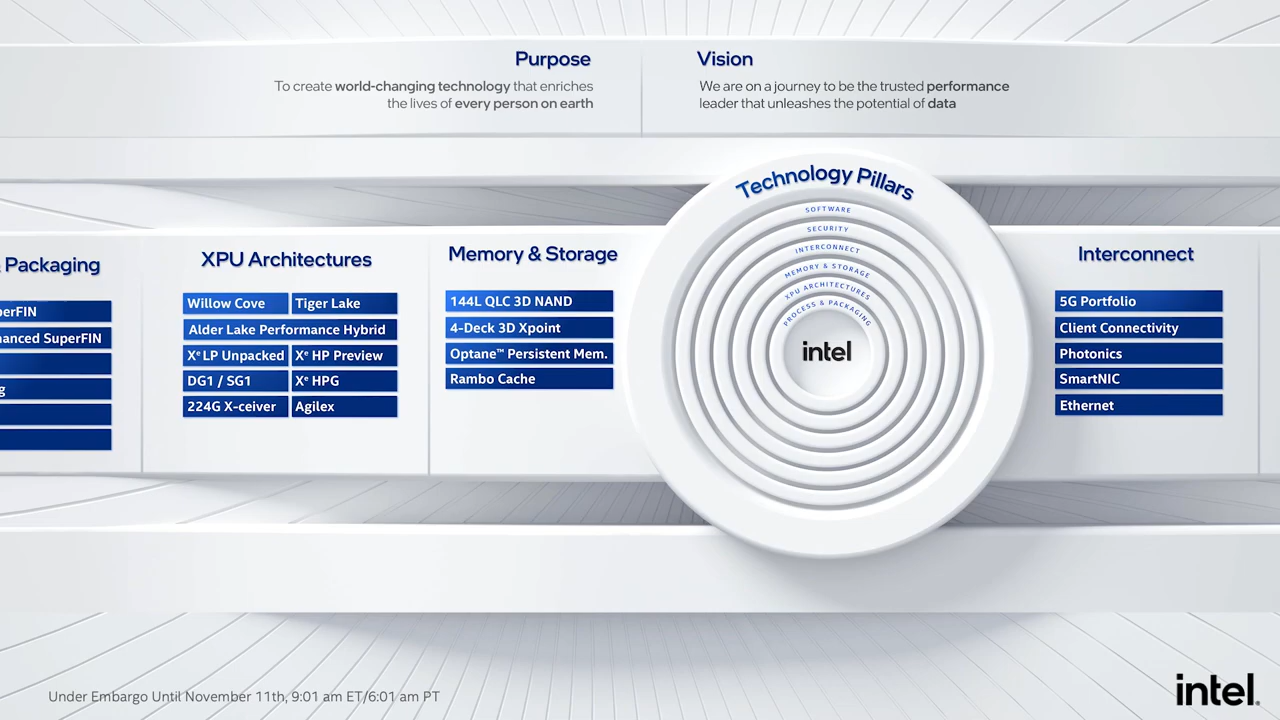 Purpose
To create world-changing technology that enriches
the lives of every person on earth
Vision
We are on a journey to be the trusted performance
leader that unleashes the potential of data
Technology Pillars
SOFTWARE
SECURITY
INTERCONNECT
MEMORY & STORAGE
XPU ARCHITECTURES
PROCESS & PACKAGING
intel
& Packaging
perFIN
hanced SuperFIN
g
XPU Architectures
Willow Cove
Tiger Lake
Alder Lake Performance Hybrid
Xᵉ LP Unpacked
Xᵉ HP Preview
DG1 / SG1
Xᵉ HPG
224G X-ceiver
Agilex
Memory & Storage
144L QLC 3D NAND
4-Deck 3D Xpoint
Optane™ Persistent Mem.
Rambo Cache
Interconnect
5G Portfolio
Client Connectivity
Photonics
SmartNIC
Ethernet
Under Embargo Until November 11th, 9:01 am ET/6:01 am PT
intel.